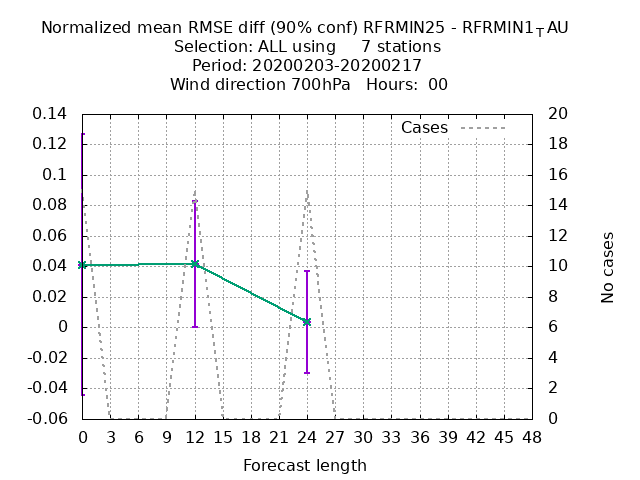 Normalized mean RMSE diff (90% conf) RFRMIN25 - RFRMIN1TAU
Selection: ALL using 7 stations
Period: 20200203-20200217
Wind direction 700hPa Hours: 00
0.14 20
Cases
0.12 18
0.1 16
0.08 14
0.06 12
0.04 10
0.02 8
0 6
-0.02 4
-0.04 2
-0.06 0
No cases
0 3 6 9 12 15 18 21 24 27 30 33 36 39 42 45 48
Forecast length